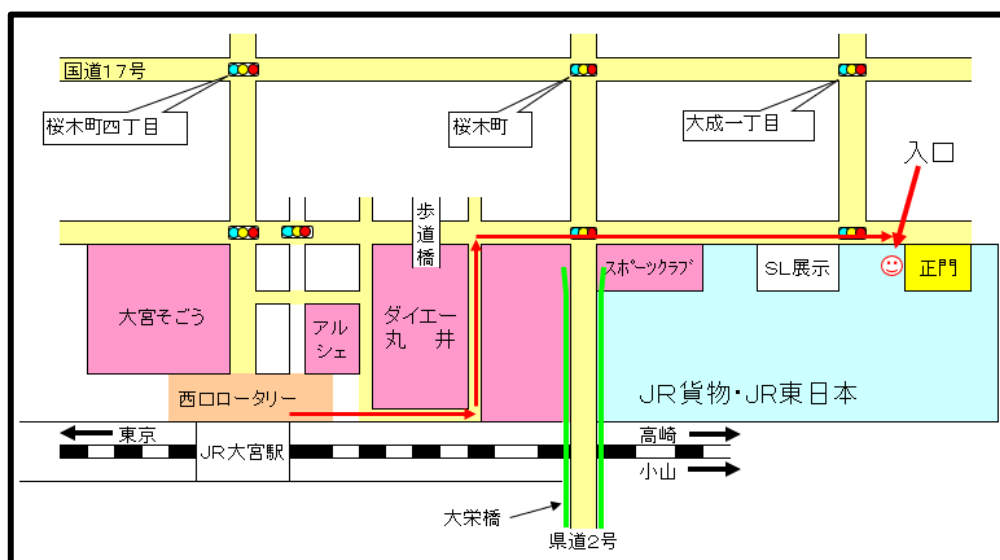 国道17号
桜木町四丁目
桜木町
大成一丁目
入口
歩道橋
大宮そごう
アルシェ
ダイエー
丸 井
スポーツクラブ
SL展示
正門
西口ロータリー
JR貨物・JR東日本
東京
JR大宮駅
高崎
小山
大栄橋
県道2号